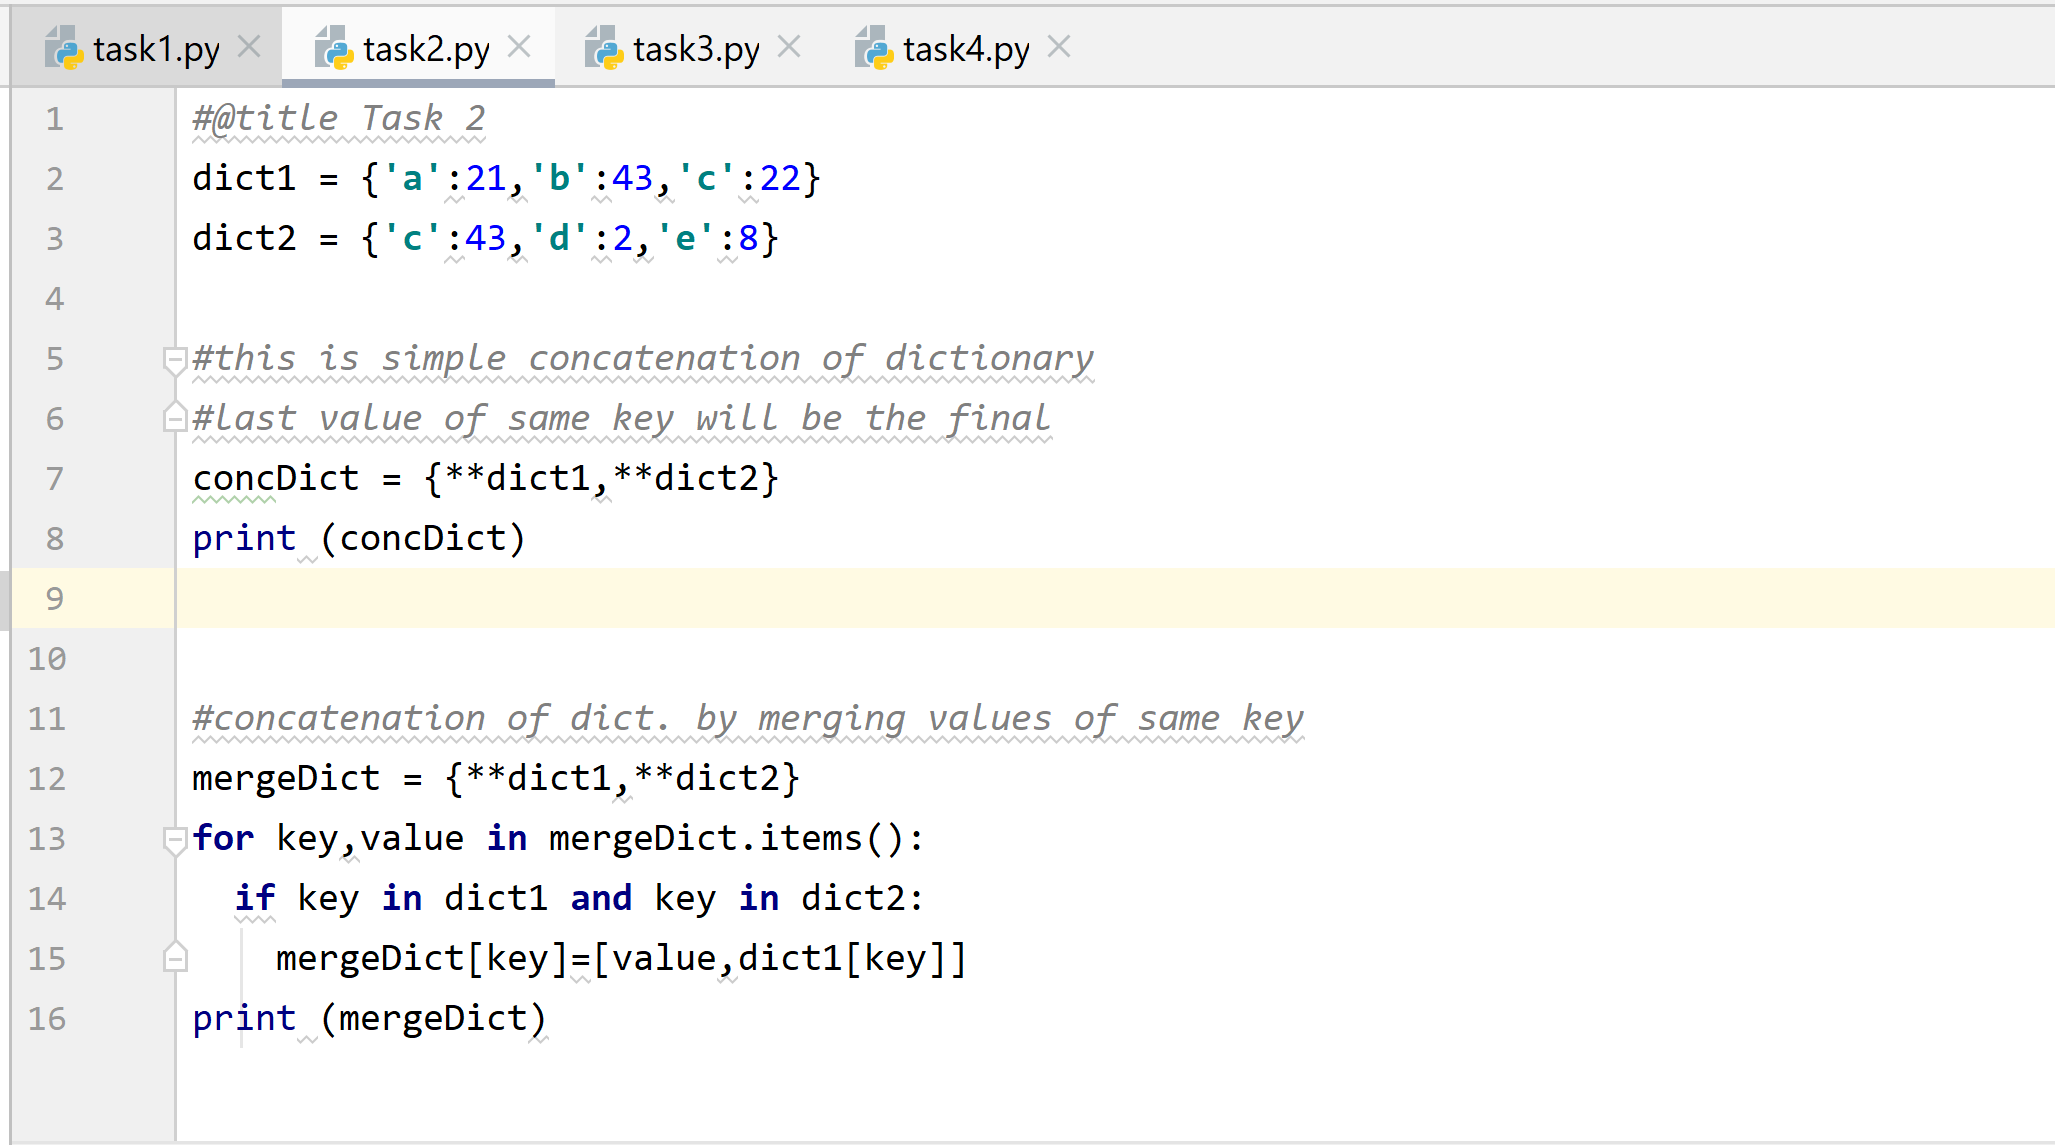 task1.py task2.py task3.py task4.py
1 #@title Task 2
2 dict1 = {'a':21,'b':43,'c':22}
3 dict2 = {'c':43,'d':2,'e':8}
4
5 #this is simple concatenation of dictionary
6 #last value of same key will be the final
7 concDict = {**dict1,**dict2}
8 print (concDict)
9
10
11 #concatenation of dict. by merging values of same key
12 mergeDict = {**dict1,**dict2}
13 for key,value in mergeDict.items():
14   if key in dict1 and key in dict2:
15     mergeDict[key]=[value,dict1[key]]
16 print (mergeDict)